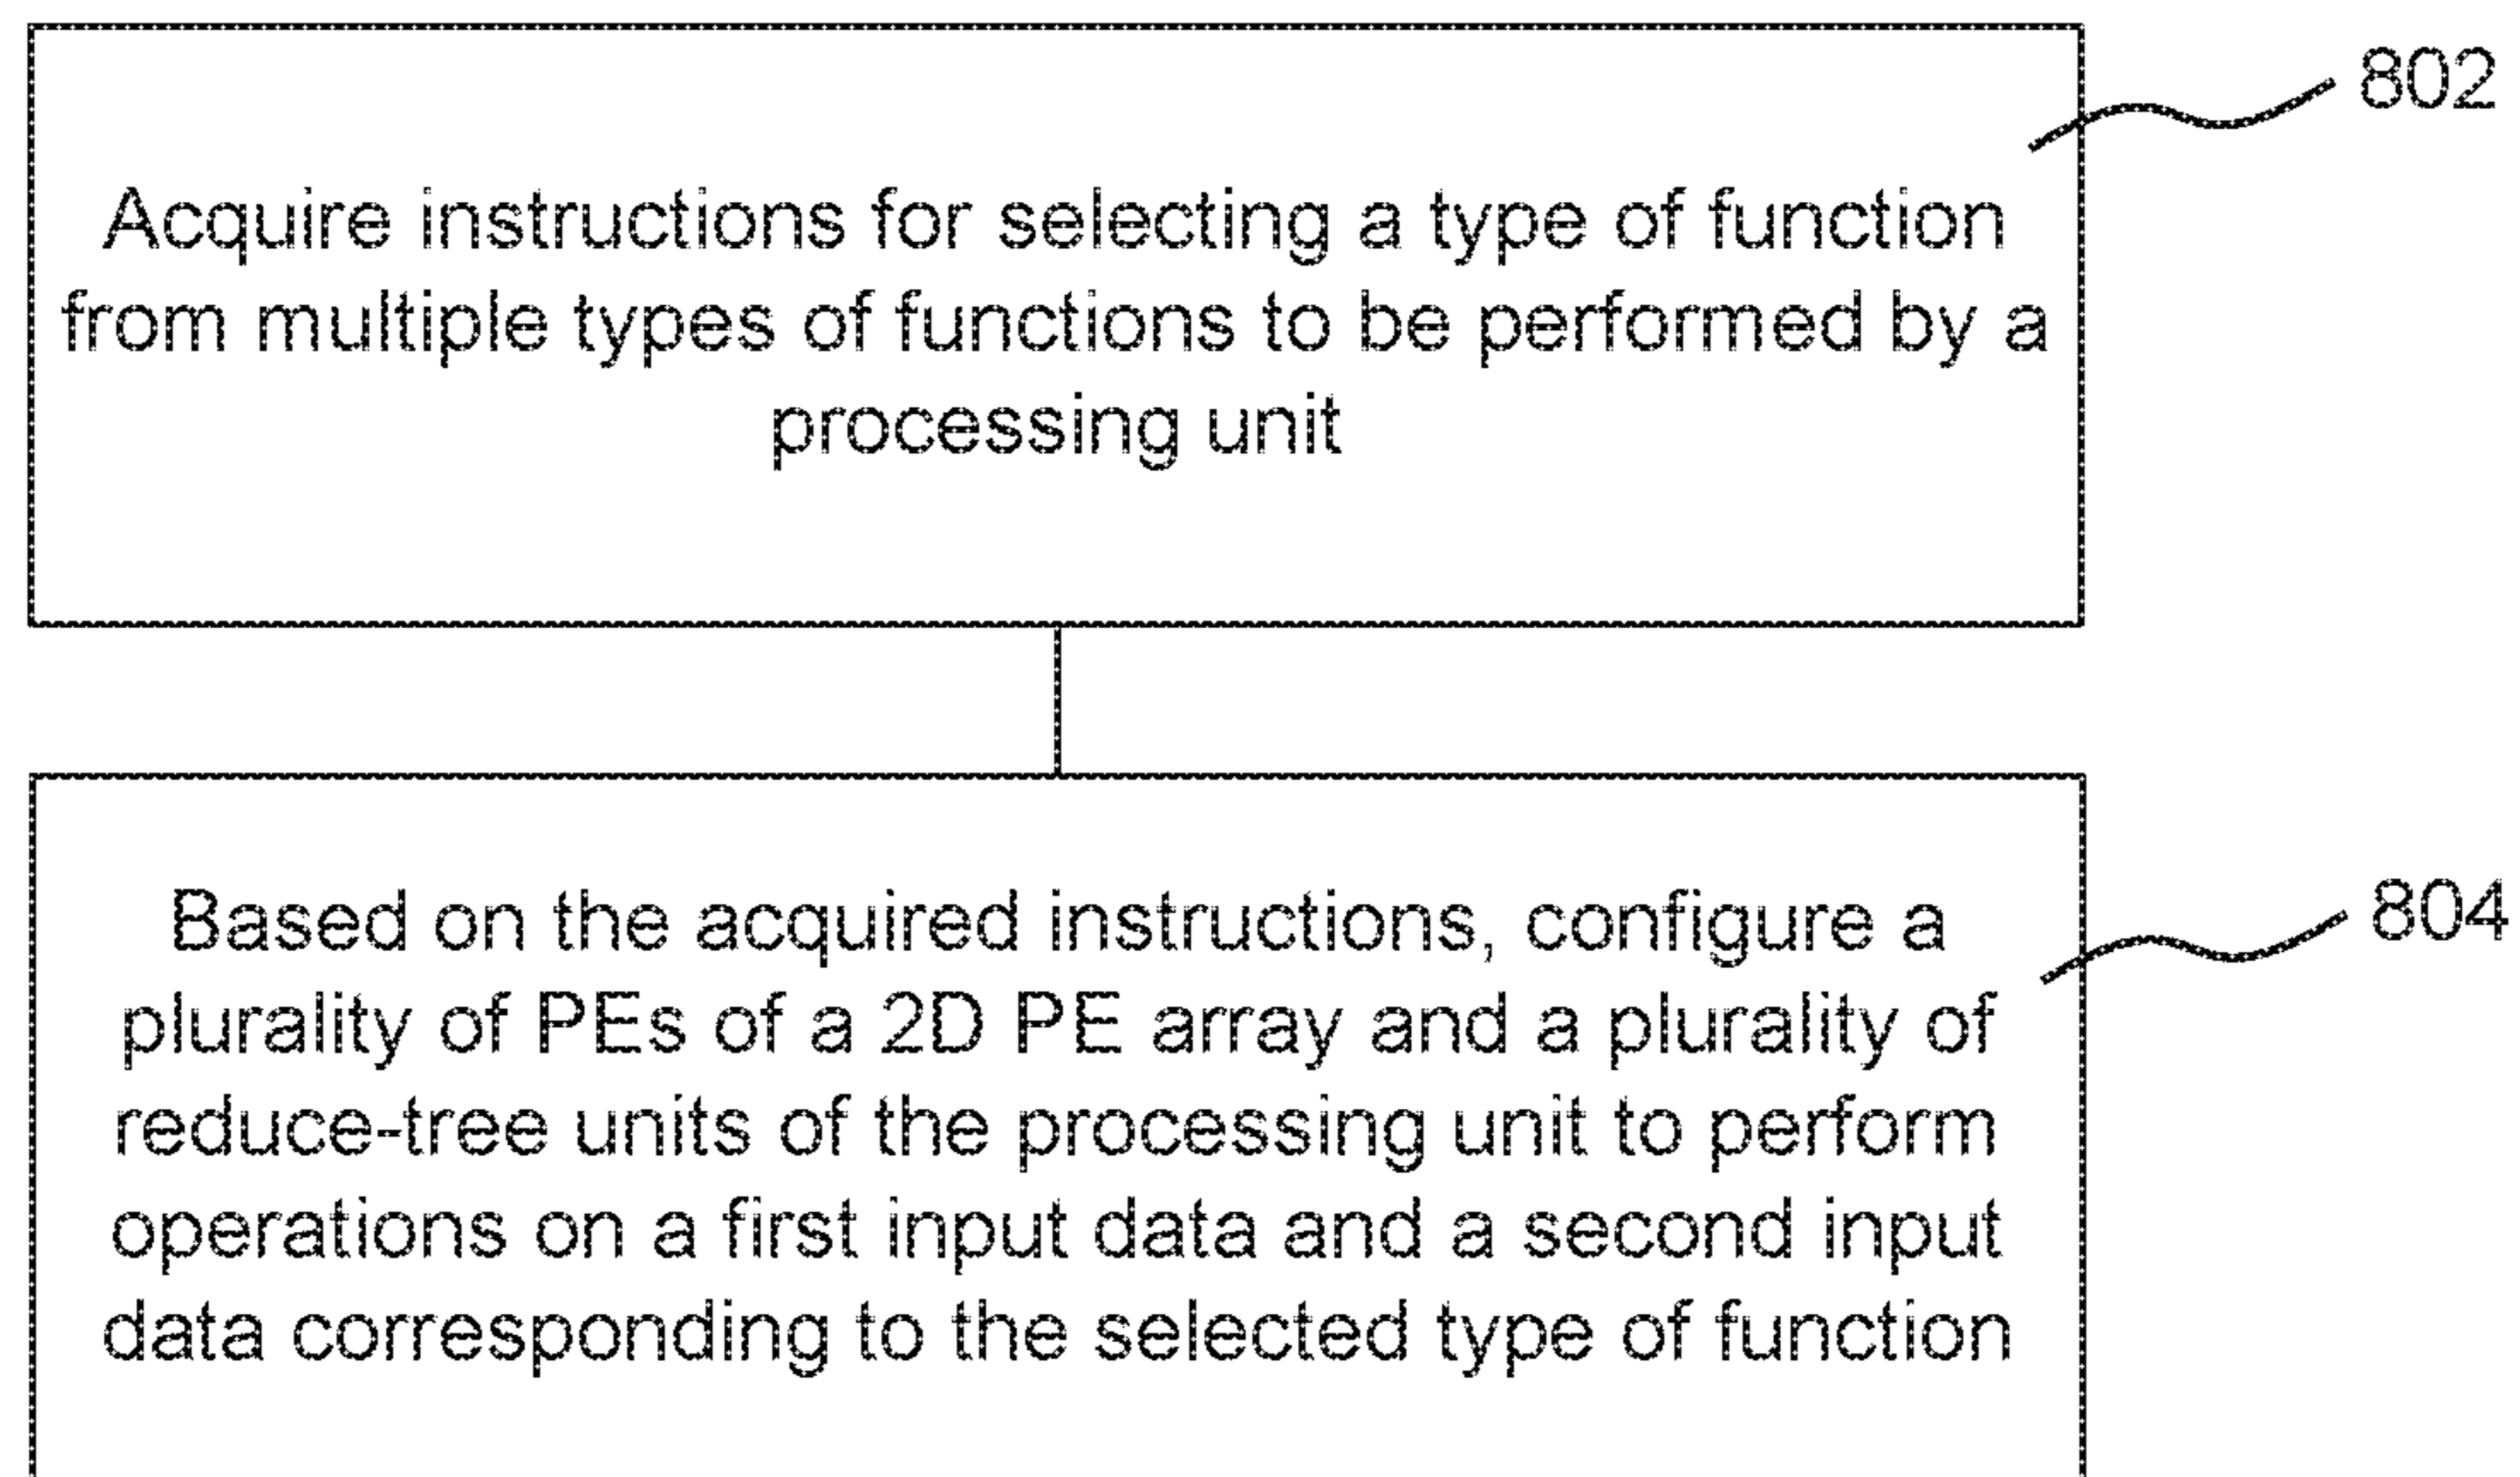 802
Acquire instructions for selecting a type of function
from multiple types of functions to be performed by a
processing unit
804
Based on the acquired instructions, configure a
plurality of PEs of a 2D PE array and a plurality of
reduce-tree units of the processing unit to perform
operations on a first input data and a second input
data corresponding to the selected type of function